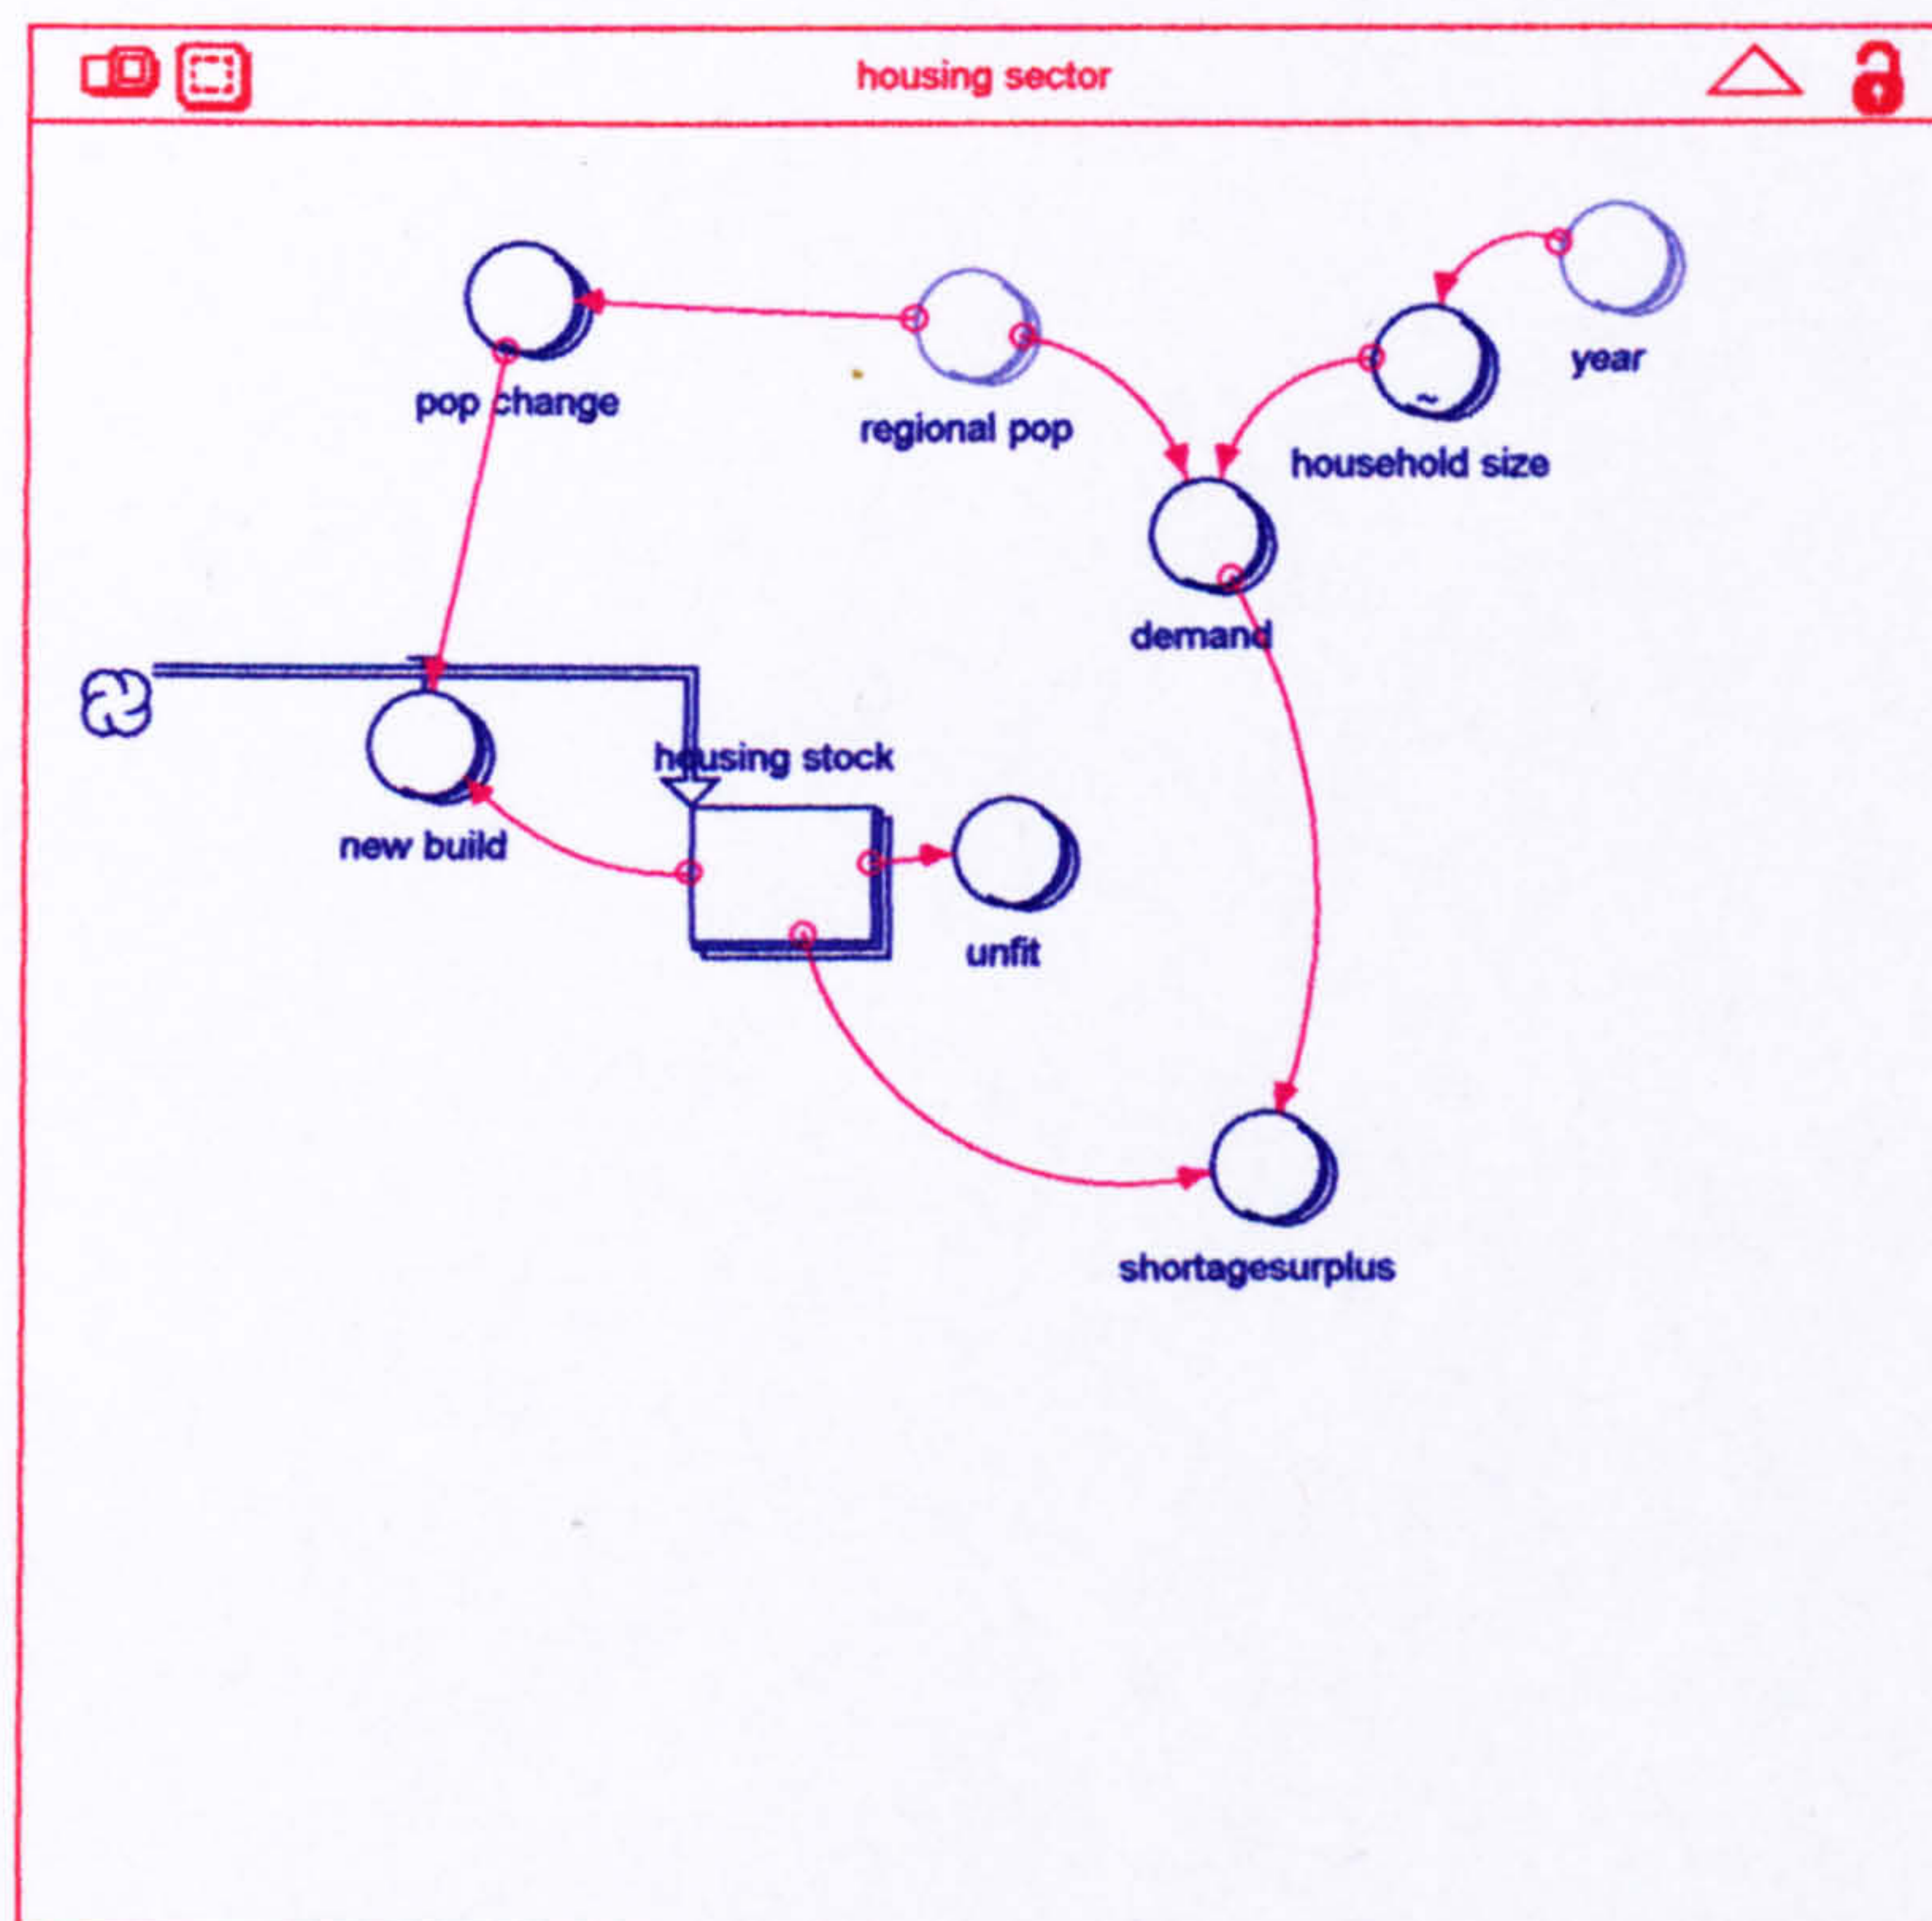 housing sector
year
pop change
regional pop
household size
~
demand
housing stock
new build
unfit
shortagesurplus